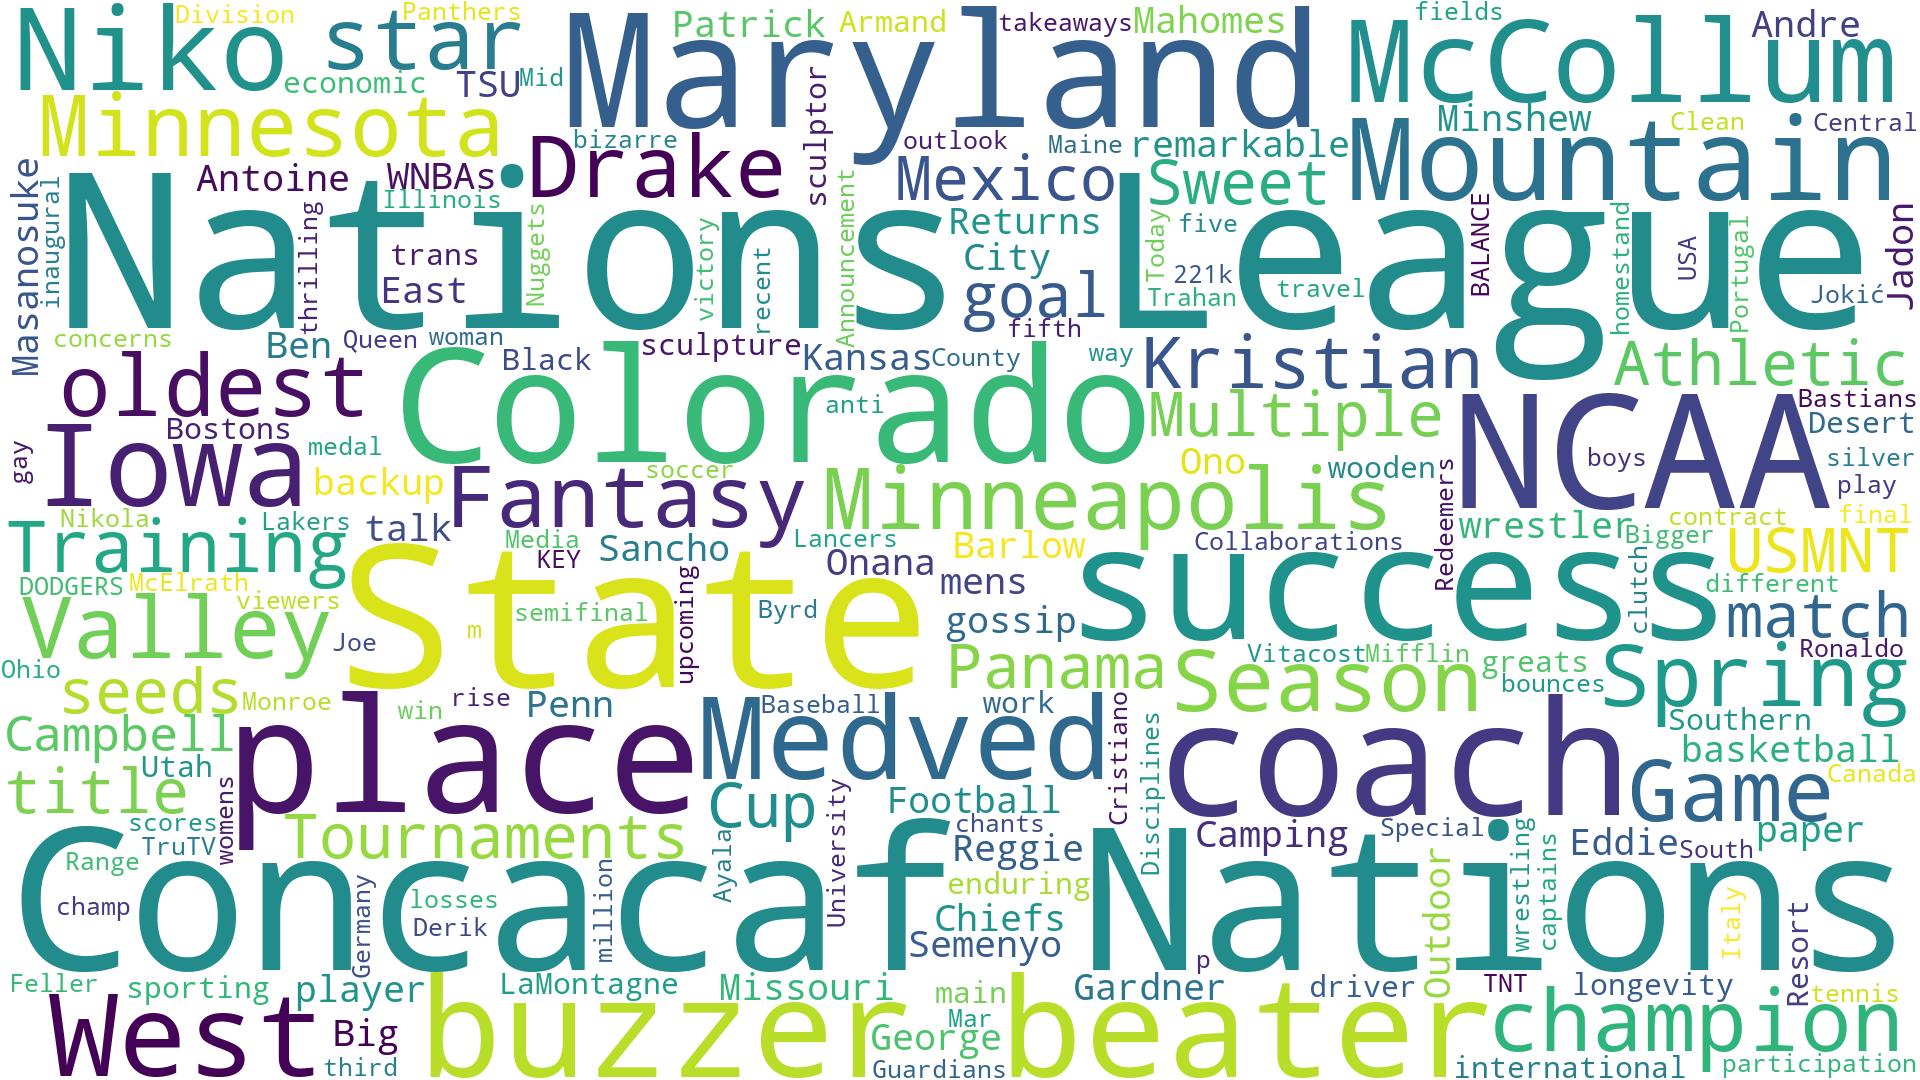 Niko
Division
Panthers
star
economic
TSU
Mid
Maryland
Patrick
Armand
takeaways
Mahomes
McCollum
fields
Andre
Minnesota
bizarre
Drake
sculptor
outlook
Maine
remarkable
Minshew
Clean
Central
Mountain
Mexico
Sweet
Masanosuke
inaugural
Antoine
WNBAs
Illinois
Nations League
thrilling
trans
East
Nuggets
victory
recent
Announcement
Returns
City
goal
fifth
Today
five
221k
Trahan
travel
BALANCE
homestand
USA
Portugal
Jokić
Jadon
concerns
Ben
Queen
woman
Black
sculpture
Kansas
County
way
Kristian
Athletic
oldest
Colorado
anti
Multiple
NCAA
Bastians
Desert
boys
silver
play
Iowa
Bostons
medal
gay
backup
Fantasy
soccer
Minneapolis
Ono
wooden
Redeemers
wrestler
Bigger
contract
final
USMNT
Training
Nikola
Lakers
talk
Media
KEY
Sancho
Lancers
Onana
Barlow
Collaborations
mens
DODGERS
McElrath
viewers
Valley
Joe
State
m
semifinal
upcoming
Byrd
gossip
success
clutch
different
match
Ronaldo
Ohio
seeds
Monroe
win
rise
Penn
Panama
Season
Vitacost
Mifflin
greats
bounces
Spring
Southern
Campbell
Utah
title
womens
place
Medved
Baseball
work
Cristiano
Disciplines
coach
basketball
Game
Canada
scores
TruTV
Range
Tournaments
Cup
University
Football
chants
Reggie
Camping
Special
Eddie
South
paper
Concacaf Nations
champ
Germany
losses
Derik
million
Ayala
enduring
Chiefs
Semenyo
p
Outdoor
wrestling
captains
Italy
Resort
Feller
sporting
player
LaMontagne
Missouri
main
Mar
George
Guardians
Gardner
driver
TNT
longevity
tennis
West
Big
third
buzzer beater
champion
international
participation